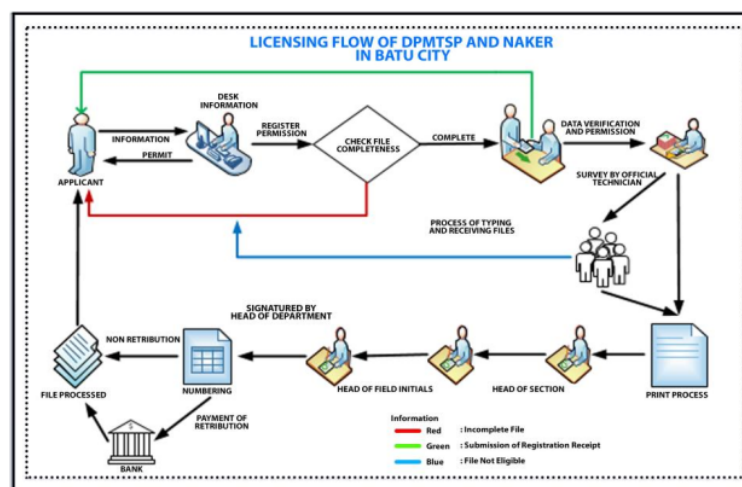 LICENSING FLOW OF DPMTSP AND NAKER
IN BATU CITY
DESK
INFORMATION
INFORMATION
PERMIT
APPLICANT
REGISTER
PERMISSION
CHECK FILE
COMPLETENESS
COMPLETE
DATA VERIFICATION
AND PERMISSION
SURVEY BY OFFICIAL
TECHNICIAN
PROCESS OF TYPING
AND RECEIVING FILES
SIGNATURED BY
HEAD OF DEPARTMENT
NON RETRIBUTION
FILE PROCESSED
NUMBERING
HEAD OF FIELD INITIALS
HEAD OF SECTION
PRINT PROCESS
PAYMENT OF
RETRIBUTION
$
BANK
Information
Red : Incomplete File
Green : Submission of Registration Receipt
Blue : File Not Eligible